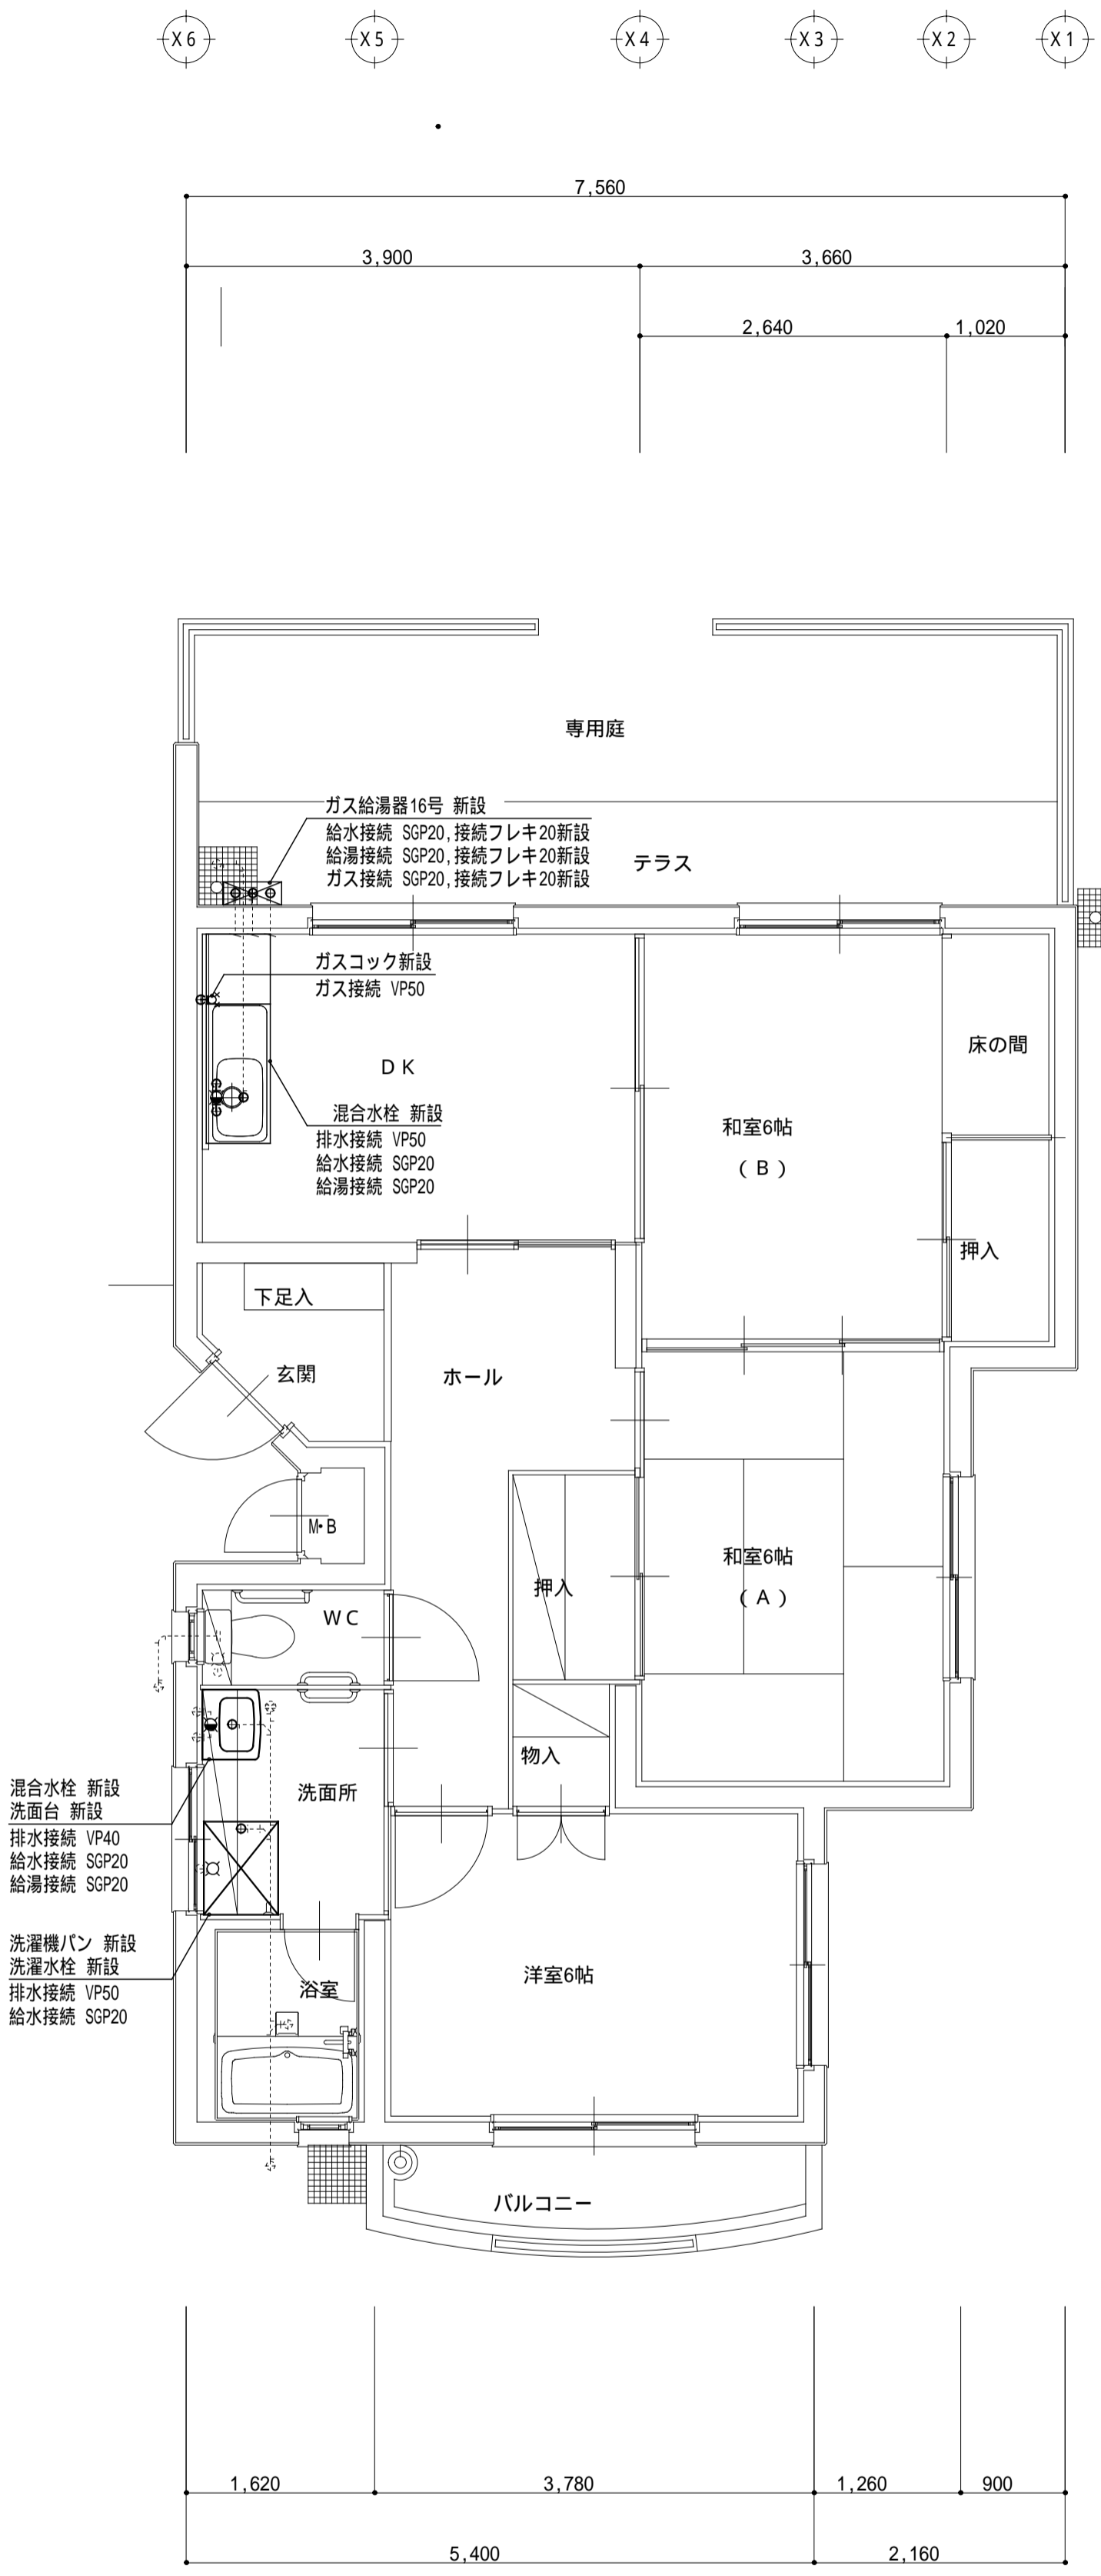 X6
X5
X4
X3
X2
X1
7,560
3,900
3,660
2,640
1,020
専用庭
ガス給湯器16号 新設
給水接続 SGP20,接続フレキ20新設
給湯接続 SGP20,接続フレキ20新設
ガス接続 SGP20,接続フレキ20新設
テラス
ガスコック新設
ガス接続 VP50
DK
混合水栓 新設
排水接続 VP50
給水接続 SGP20
給湯接続 SGP20
床の間
和室6帖
(B)
押入
下足入
玄関
ホール
M・B
和室6帖
(A)
押入
WC
物入
洗面所
混合水栓 新設
洗面台 新設
排水接続 VP40
給水接続 SGP20
給湯接続 SGP20
洗濯機パン 新設
洗濯水栓 新設
排水接続 VP50
給水接続 SGP20
浴室
洋室6帖
バルコニー
1,620
3,780
1,260
900
5,400
2,160